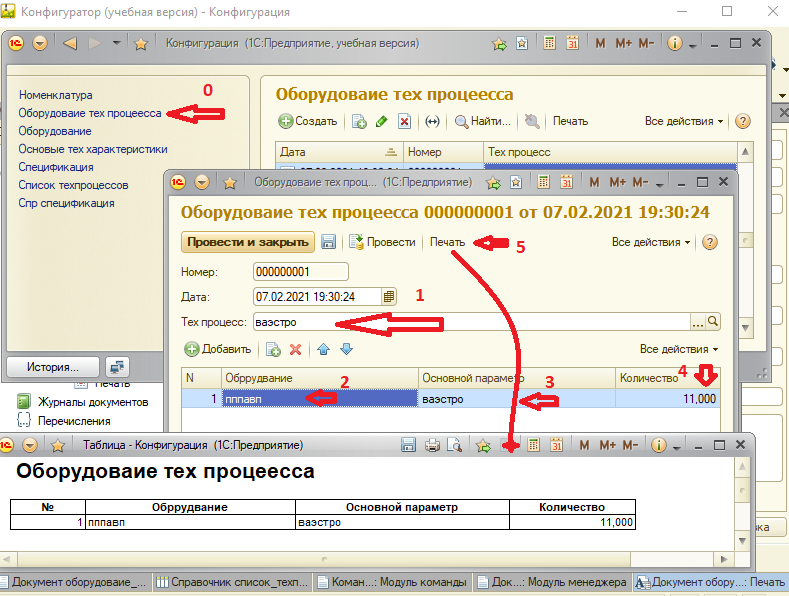 Конфигуратор (учебная версия) - Конфигурация
Конфигурация (1С:Предприятие, учебная версия)
M M+ M-
Номенклатура
Оборудоваие тех процеесса
Оборудование
Основые тех характеристики
Спецификация
Список техпроцессов
Спр спецификация
0
Оборудоваие тех процеесса
Создать
Найти...
Печать
Все действия
Дата
Номер
Тех процесс
Оборудоваие тех проц... (1С:Предприятие)
M M+ M-
Оборудоваие тех процеесса 000000001 от 07.02.2021 19:30:24
Провести и закрыть
Провести
Печать
5
Все действия
Номер:
000000001
Дата:
07.02.2021 19:30:24
1
Тех процесс:
ваэстро
Добавить
Все действия
N
Обррудвание
Основной параметр
Количество
2
3
4
1
пппавп
ваэстро
11,000
История...
Печать
Журналы документов
Перечисления
Таблица - Конфигурация (1С:Предприятие)
M M+ M-
Оборудоваие тех процеесса
№ Обррудвание Основной параметр Количество
1 пппавп ваэстро 11,000
Документ оборудоваие_...
Справочник список_техп...
Коман...: Модуль команды
Док...: Модуль менеджера
Документ обору...: Печать